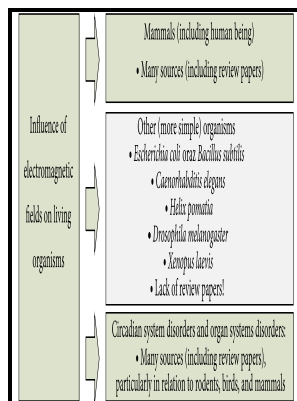 Influence of
electromagnetic
fields on living
organisms
Mammals (including human being)
• Many sources (including review papers)
Other (more simple) organisms
• Escherichia coli oraz Bacillus subtilis
• Caenorhabditis elegans
• Helix pomatia
• Drosophila melanogaster
• Xenopus laevis
• Lack of review papers!
Circadian system disorders and organ systems disorders:
• Many sources (including review papers),
particularly in relation to rodents, birds, and mammals